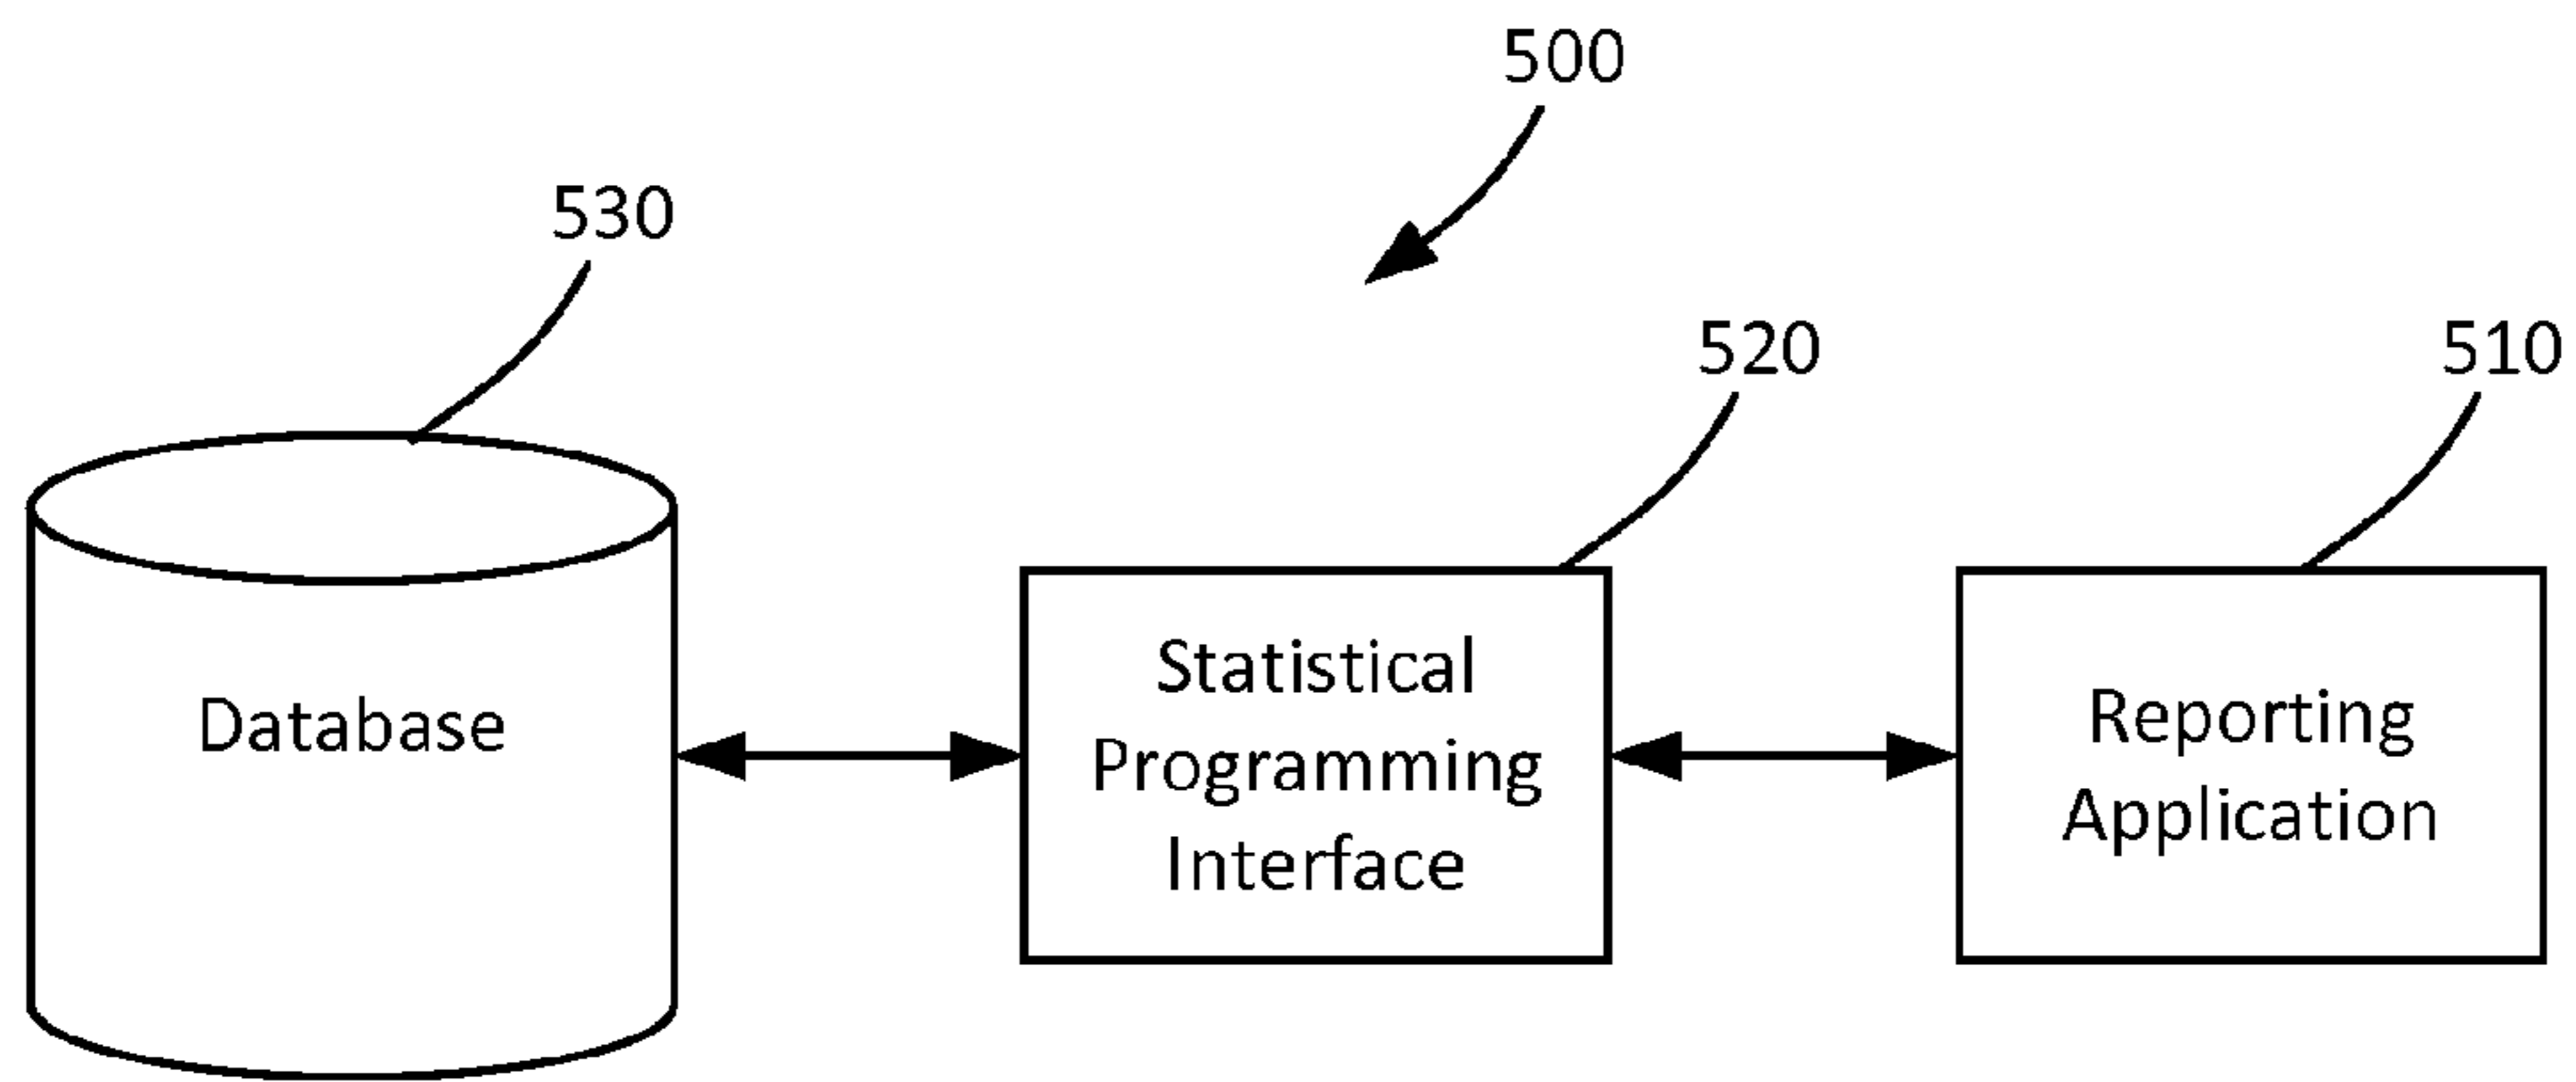 500
530
520
510
Database
Statistical
Programming
Interface
Reporting
Application